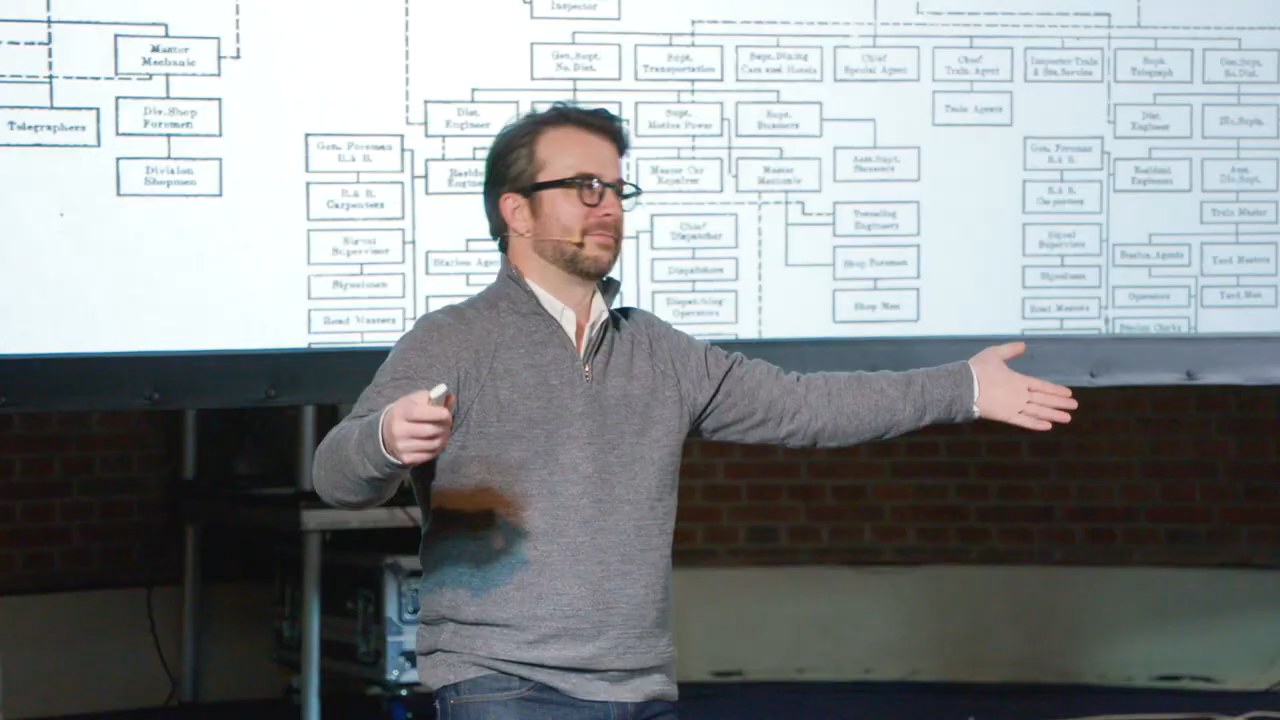 Inspector
Master
Mechanic
Div. Shop
Foremen
Division
Shopmen
Telegraphers
Gen. Foreman
B. & B.
B. & B.
Carpenters
Signal
Supervisor
Signalmen
Road Masters
Gen. Supt.
No. Dist.
Supt.
Transportation
Supt. Dining
Cars and Hotels
Chief
Special Agent
Chief
Train Agent
Inspector Train
& Sta. Service
Supt.
Telegraph
Gen. Supt.
So. Dist.
Dist.
Engineer
Supt.
Motive Power
Supt.
Train Agents
Dist.
Engineer
Master Car
Repairer
Master
Mechanic
Asst. Supt.
Chief
Dispatcher
Dispatchers
Dispatching
Operators
Station Agen
Traveling
Engineers
Shop Foremen
Shop Men
Gen. Foreman
B. & B.
B. & B.
Carpenters
Signal
Supervisor
Signalmen
Road Masters
Resident
Engineers
Asst.
Div. Supt.
Train Master
Station Agents
Yard Masters
Operators
Yard Men
Station Clerks